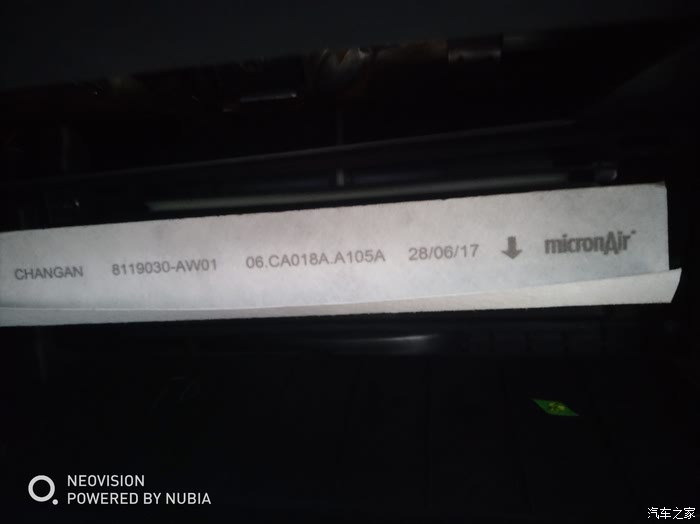 CHANGAN 8119030-AW01 06.CA018A.A105A 28/06/17 micronAir
NEOVISION
POWERED BY NUBIA
汽车之家